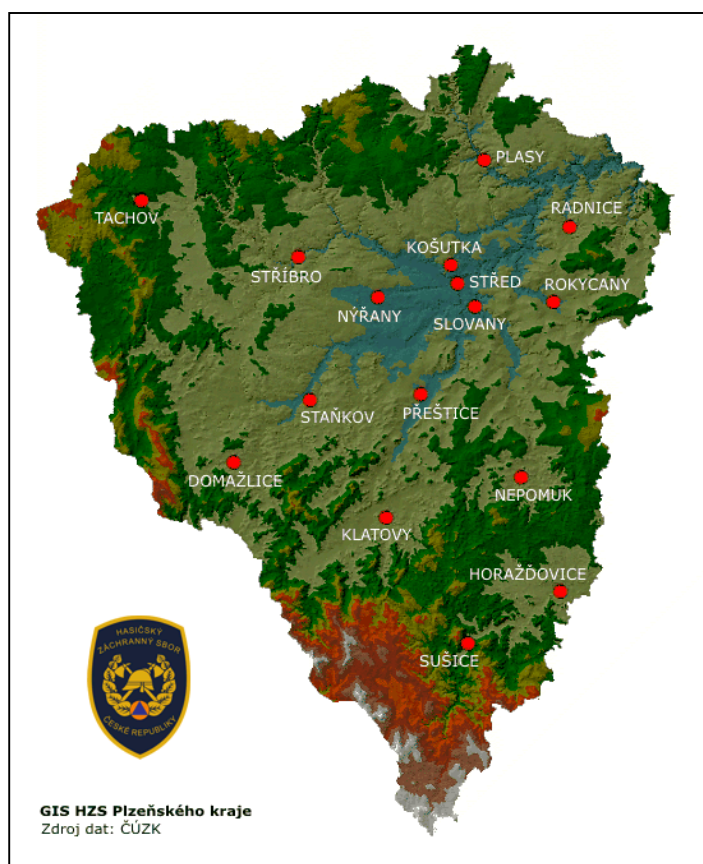 PLASY
TACHOV
RADNICE
KOŠUTKA
STŘÍBRO
STŘED
ROKYCANY
NÝŘANY
SLOVANY
STAŇKOV
PŘEŠTICE
DOMAŽLICE
NEPOMUK
KLATOVY
HORAŽĎOVICE
SUŠICE
HASIČSKÝ
ZÁCHRANNÝ SBOR
ČESKÉ REPUBLIKY
GIS HZS Plzeňského kraje
Zdroj dat: ČÚZK